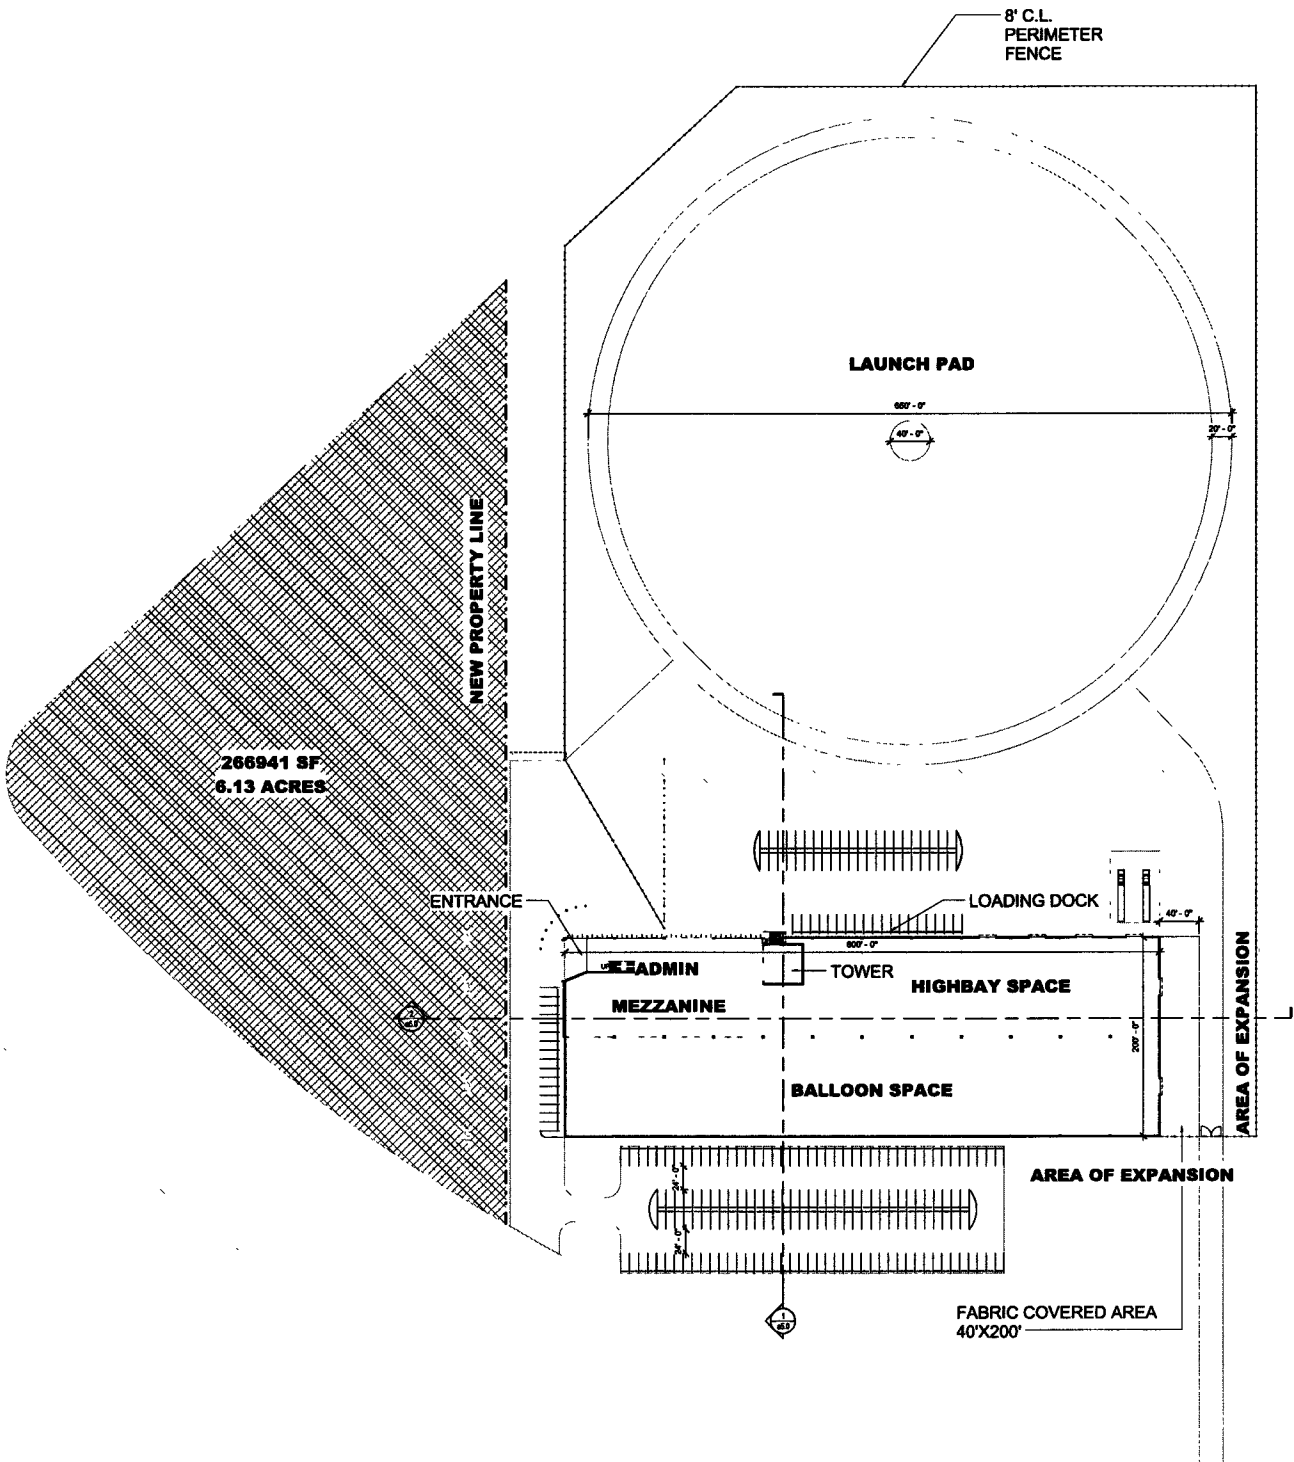 8' C.L.
PERIMETER
FENCE
LAUNCH PAD
650' - 0"
40' - 0"
20' - 0"
NEW PROPERTY LINE
266941 SF
6.13 ACRES
ENTRANCE
LOADING DOCK
40' - 0"
600' - 0"
UP
ADMIN
TOWER
MEZZANINE
HIGHBAY SPACE
200' - 0"
AREA OF EXPANSION
BALLOON SPACE
AREA OF EXPANSION
24' - 0"
24' - 0"
FABRIC COVERED AREA
40'X200'
1